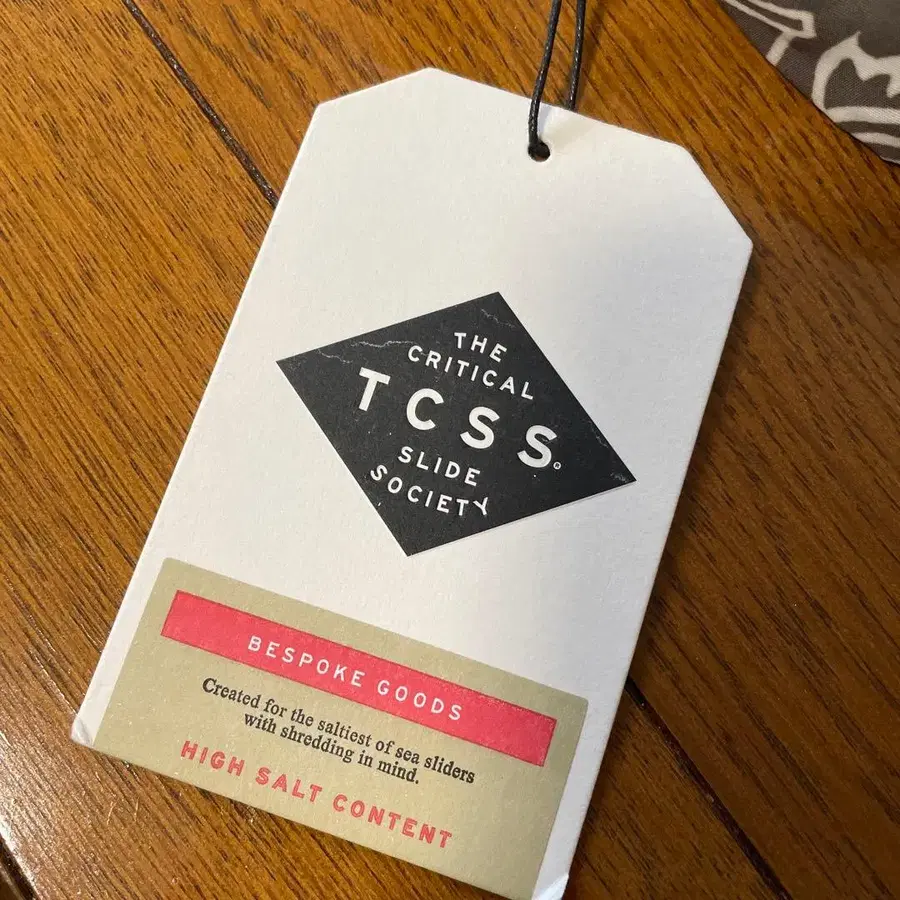 THE
CRITICAL
TCSS®
SLIDE
SOCIETY
BESPOKE GOODS
Created for the saltiest of sea sliders
with shredding in mind.
HIGH SALT CONTENT